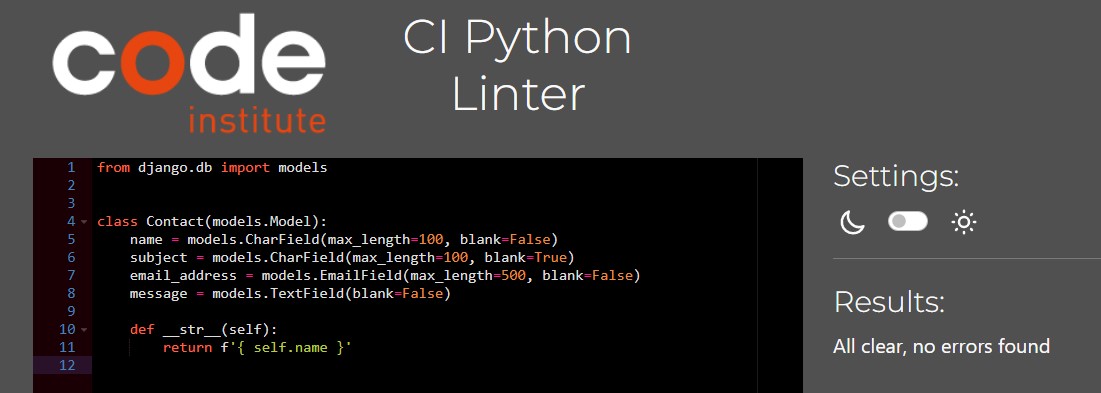 code
institute
CI Python
Linter
1 from django.db import models
2
3
4 class Contact(models.Model):
5     name = models.CharField(max_length=100, blank=False)
6     subject = models.CharField(max_length=100, blank=True)
7     email_address = models.EmailField(max_length=500, blank=False)
8     message = models.TextField(blank=False)
9
10     def __str__(self):
11         return f'{ self.name }'
12
Settings:
Results:
All clear, no errors found